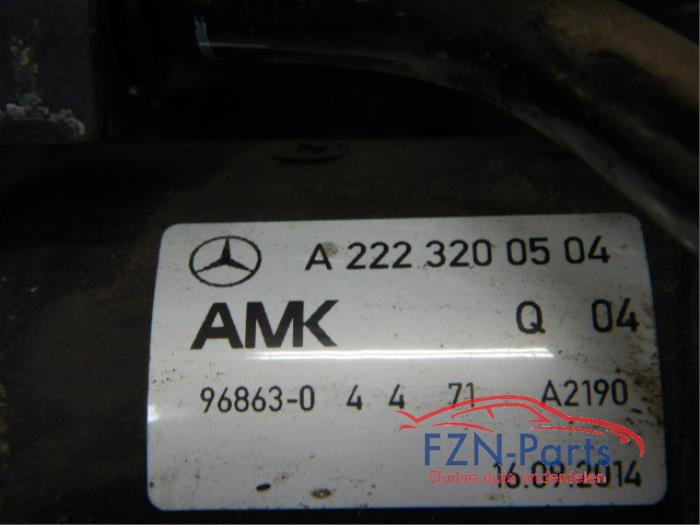 A 222 320 05 04
AMK Q 04
96863-0 4 4 71 A2190
FZN-Parts
Duitse auto onderdelen
16.09.2014